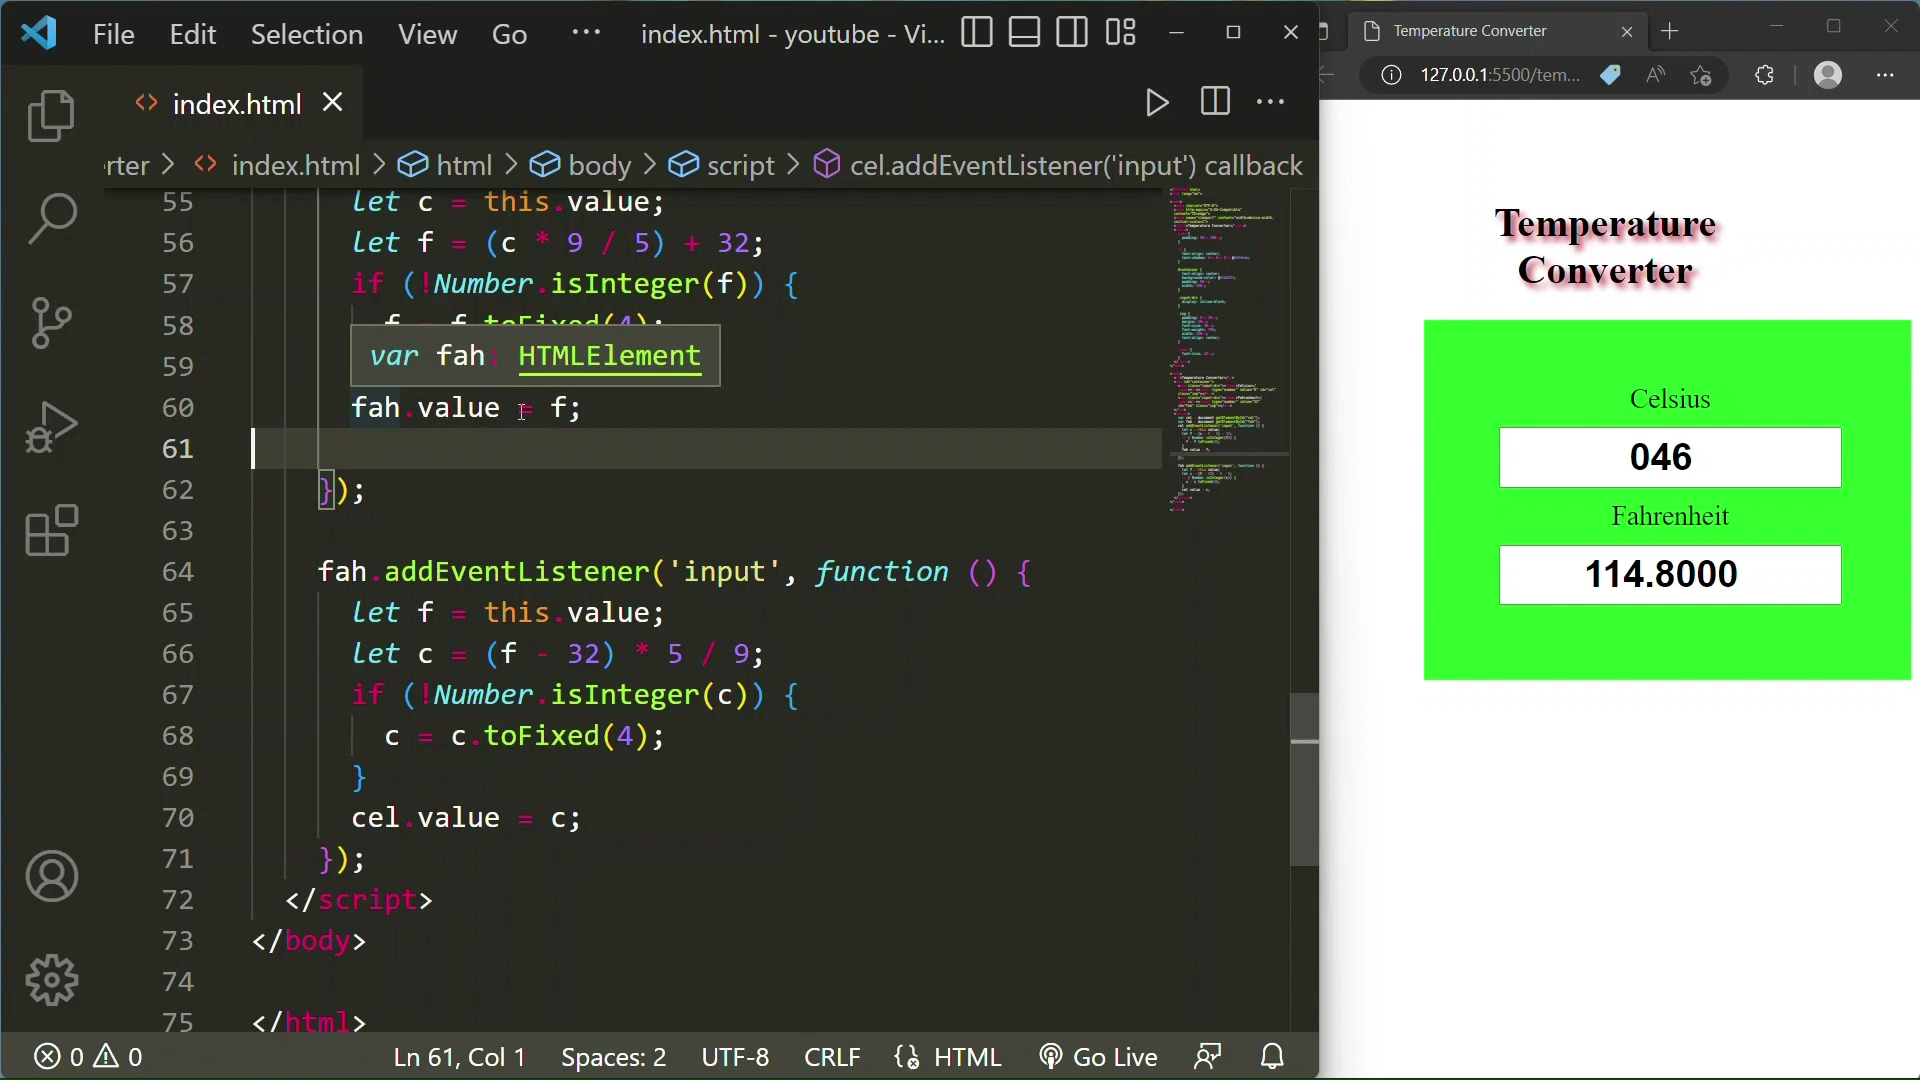 File Edit Selection View Go ··· index.html - youtube - Vi...
index.html
rter > index.html > html > body > script > cel.addEventListener('input') callback
55 let c = this.value;
56 let f = (c * 9 / 5) + 32;
57 if (!Number.isInteger(f)) {
58 f = f.toFixed(4);
59
var fah: HTMLElement
60 fah.value = f;
61
62 });
63
64 fah.addEventListener('input', function () {
65 let f = this.value;
66 let c = (f - 32) * 5 / 9;
67 if (!Number.isInteger(c)) {
68 c = c.toFixed(4);
69 }
70 cel.value = c;
71 });
72 </script>
73 </body>
74
75 </html>
0 0 Ln 61, Col 1 Spaces: 2 UTF-8 CRLF HTML Go Live
Temperature Converter
127.0.0.1:5500/tem...
Temperature
Converter
Celsius
046
Fahrenheit
114.8000